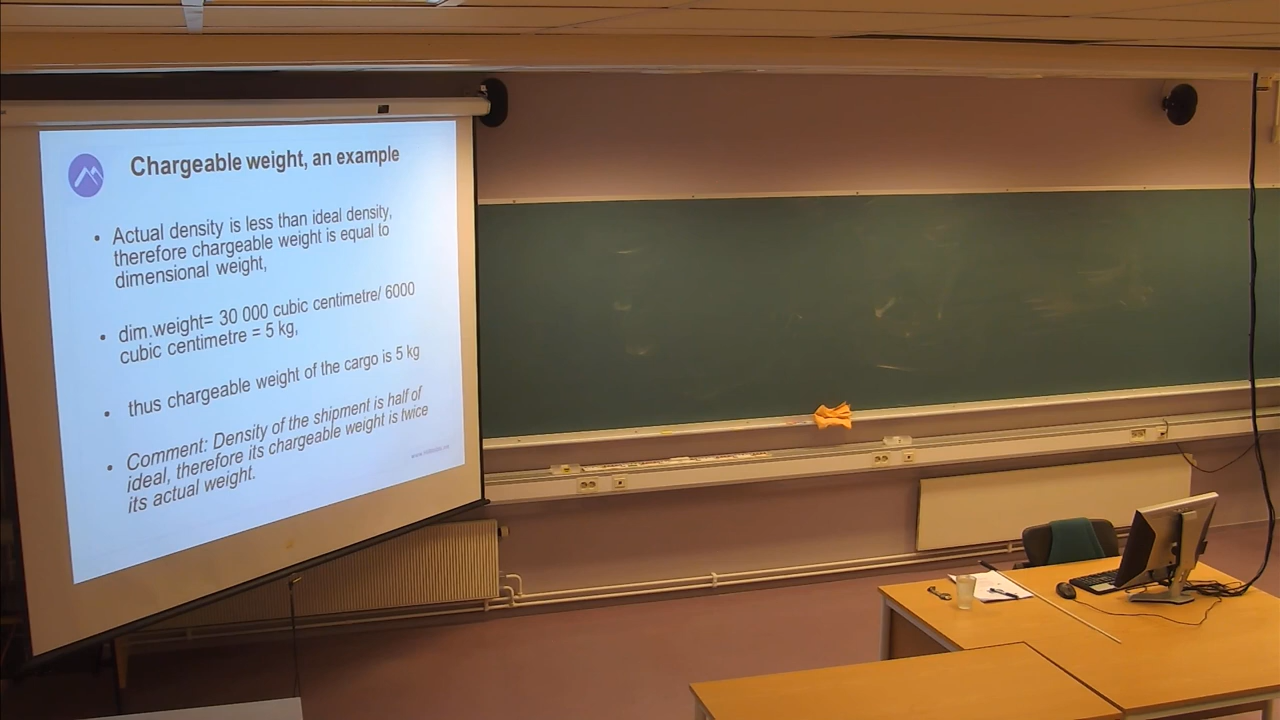 Chargeable weight, an example
• Actual density is less than ideal density,
therefore chargeable weight is equal to
dimensional weight,
• dim.weight= 30 000 cubic centimetre/ 6000
cubic centimetre = 5 kg,
• thus chargeable weight of the cargo is 5 kg
• Comment: Density of the shipment is half of
ideal, therefore its chargeable weight is twice
its actual weight.